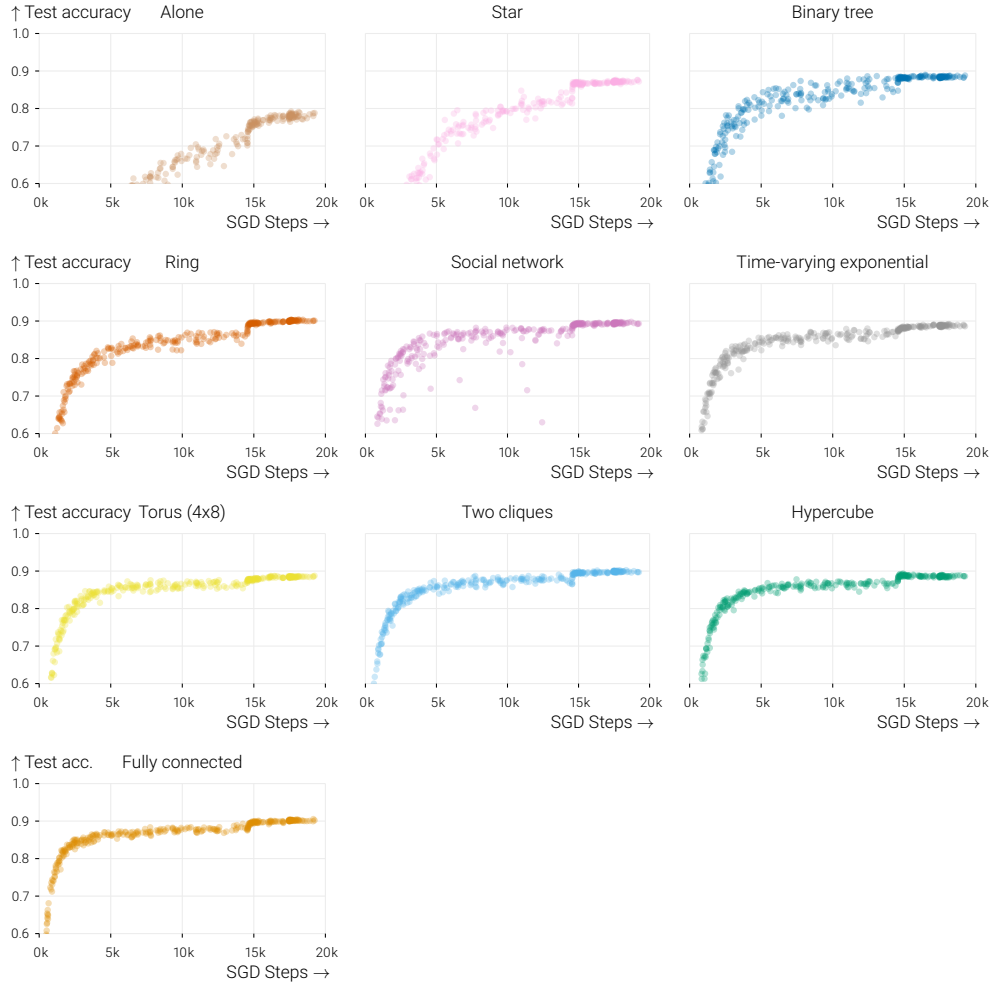 ↑ Test accuracy Alone Star Binary tree
1.0
0.9
0.8
0.7
0.6
0k 5k 10k 15k 20k 0k 5k 10k 15k 20k 0k 5k 10k 15k 20k
SGD Steps → SGD Steps → SGD Steps →
↑ Test accuracy Ring Social network Time-varying exponential
1.0
0.9
0.8
0.7
0.6
0k 5k 10k 15k 20k 0k 5k 10k 15k 20k 0k 5k 10k 15k 20k
SGD Steps → SGD Steps → SGD Steps →
↑ Test accuracy Torus (4x8) Two cliques Hypercube
1.0
0.9
0.8
0.7
0.6
0k 5k 10k 15k 20k 0k 5k 10k 15k 20k 0k 5k 10k 15k 20k
SGD Steps → SGD Steps → SGD Steps →
↑ Test acc. Fully connected
1.0
0.9
0.8
0.7
0.6
0k 5k 10k 15k 20k
SGD Steps →